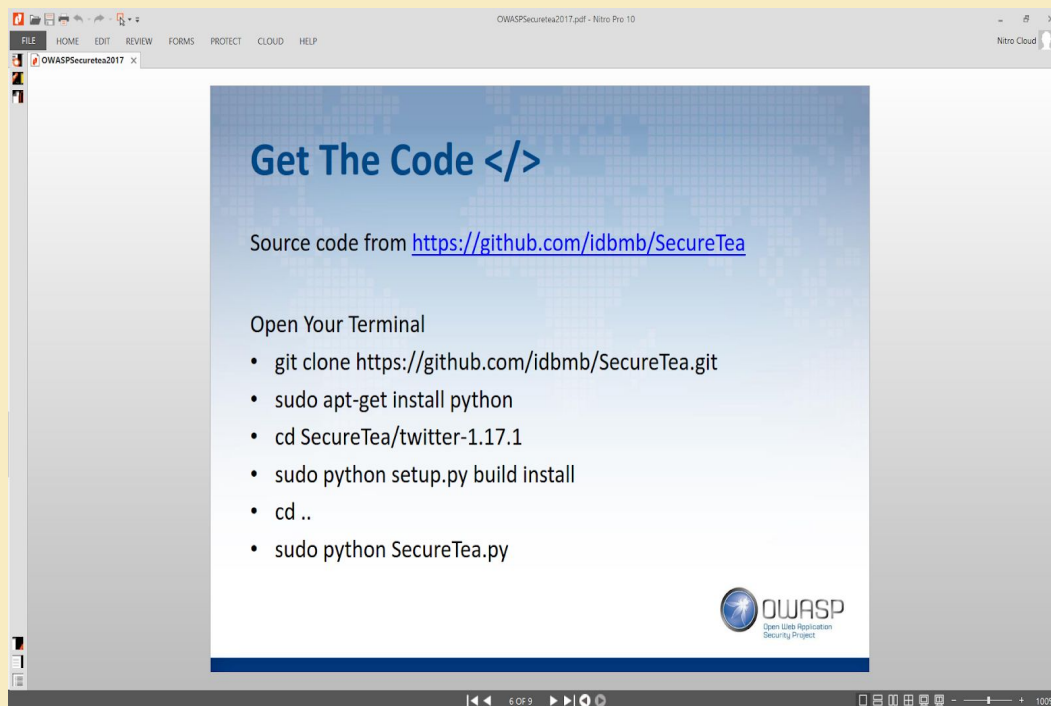 OWASPSecuretea2017.pdf - Nitro Pro 10
FILE HOME EDIT REVIEW FORMS PROTECT CLOUD HELP
Nitro Cloud
OWASPSecuretea2017 ×
Get The Code </>
Source code from https://github.com/idbmb/SecureTea
Open Your Terminal
• git clone https://github.com/idbmb/SecureTea.git
• sudo apt-get install python
• cd SecureTea/twitter-1.17.1
• sudo python setup.py build install
• cd ..
• sudo python SecureTea.py
OWASP
Open Web Application
Security Project
6 OF 9
100%